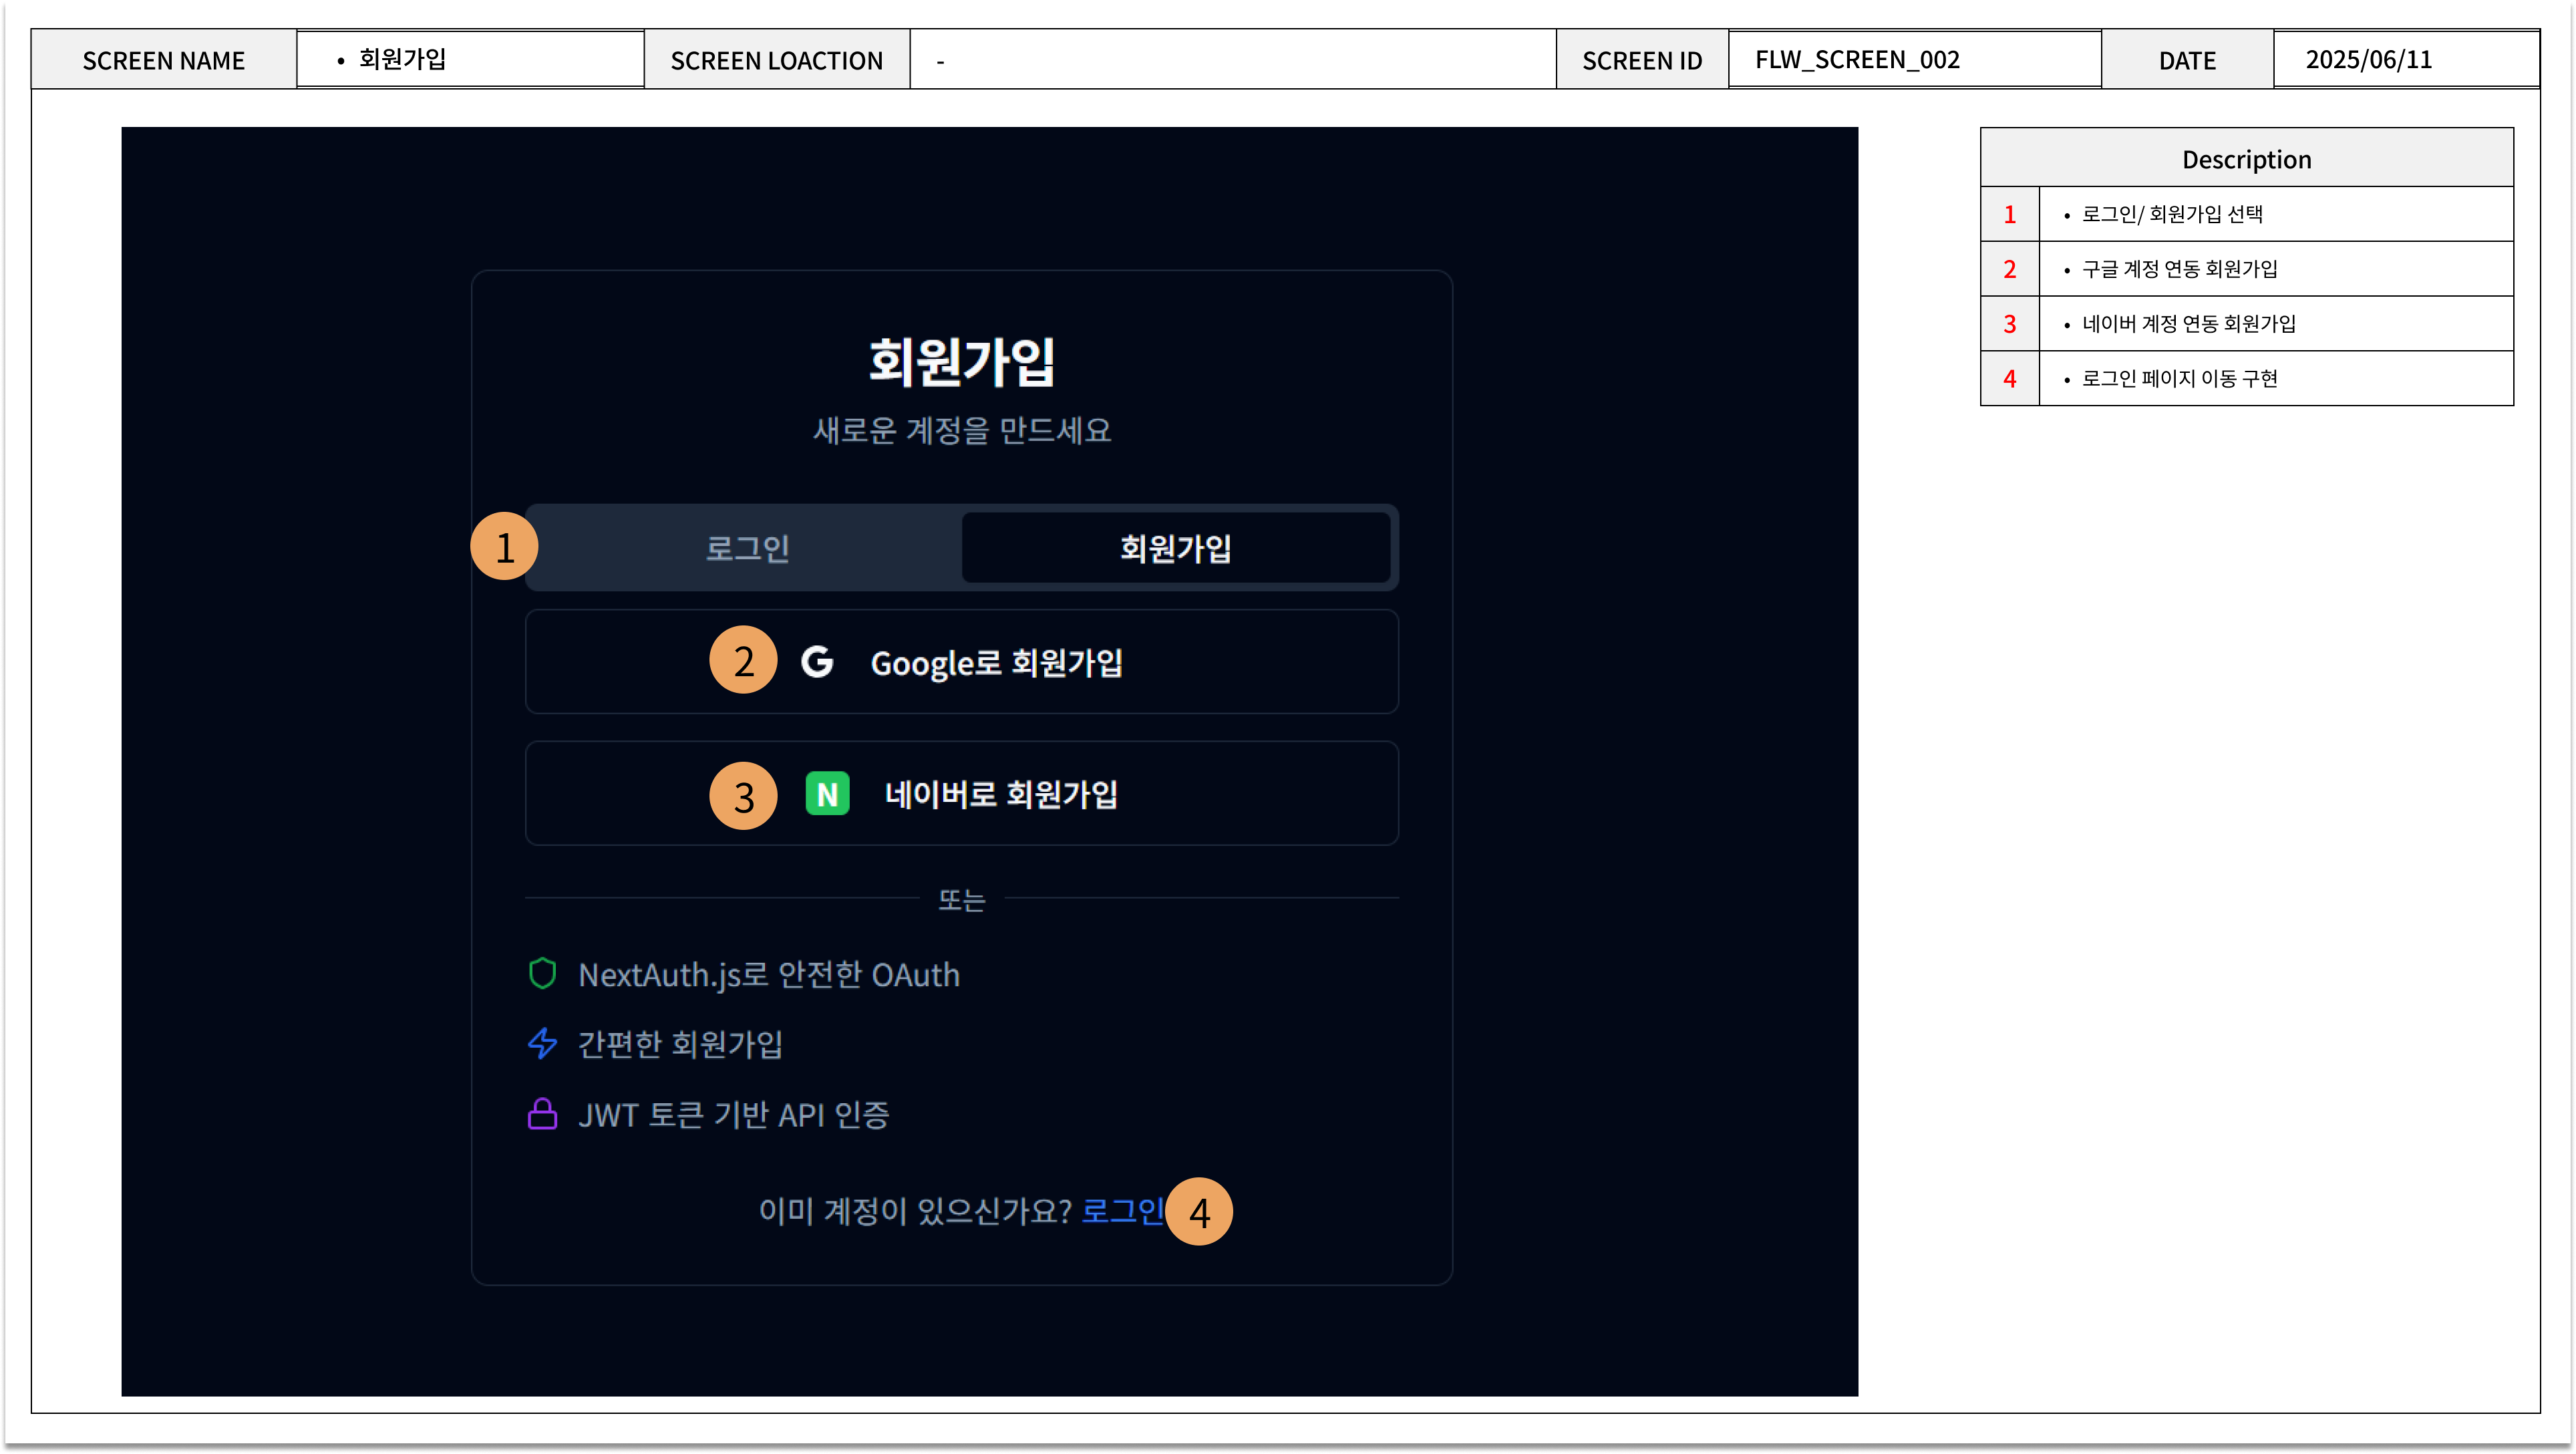 SCREEN NAME • 회원가입 SCREEN LOACTION - SCREEN ID FLW_SCREEN_002 DATE 2025/06/11
회원가입
새로운 계정을 만드세요
1 로그인 회원가입
2 G Google로 회원가입
3 N 네이버로 회원가입
또는
NextAuth.js로 안전한 OAuth
간편한 회원가입
JWT 토큰 기반 API 인증
이미 계정이 있으신가요? 로그인 4
Description
1 • 로그인/ 회원가입 선택
2 • 구글 계정 연동 회원가입
3 • 네이버 계정 연동 회원가입
4 • 로그인 페이지 이동 구현